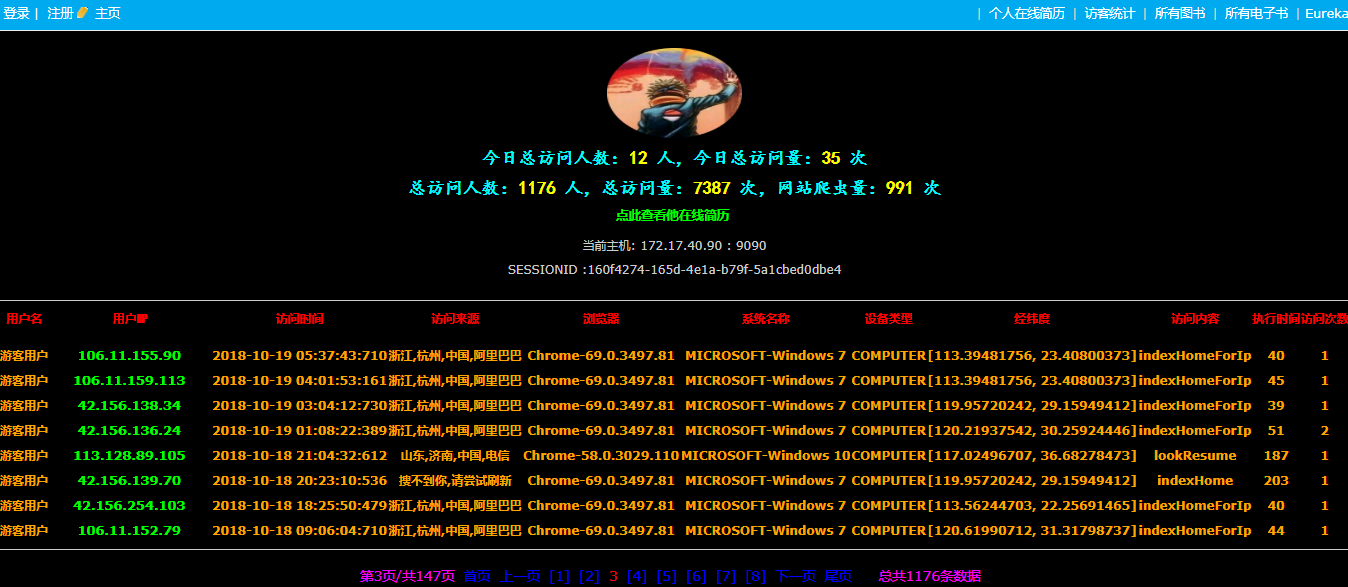 登录 | 注册 主页 | 个人在线简历 | 访客统计 | 所有图书 | 所有电子书 | Eureka
今日总访问人数：12 人，今日总访问量：35 次
总访问人数：1176 人，总访问量：7387 次，网站爬虫量：991 次
点此查看他在线简历
当前主机: 172.17.40.90 : 9090
SESSIONID :160f4274-165d-4e1a-b79f-5a1cbed0dbe4
用户名 用户IP 访问时间 访问来源 浏览器 系统名称 设备类型 经纬度 访问内容 执行时间 访问次数
游客用户 106.11.155.90 2018-10-19 05:37:43:710 浙江,杭州,中国,阿里巴巴 Chrome-69.0.3497.81 MICROSOFT-Windows 7 COMPUTER [113.39481756, 23.40800373] indexHomeForIp 40 1
游客用户 106.11.159.113 2018-10-19 04:01:53:161 浙江,杭州,中国,阿里巴巴 Chrome-69.0.3497.81 MICROSOFT-Windows 7 COMPUTER [113.39481756, 23.40800373] indexHomeForIp 45 1
游客用户 42.156.138.34 2018-10-19 03:04:12:730 浙江,杭州,中国,阿里巴巴 Chrome-69.0.3497.81 MICROSOFT-Windows 7 COMPUTER [119.95720242, 29.15949412] indexHomeForIp 39 1
游客用户 42.156.136.24 2018-10-19 01:08:22:389 浙江,杭州,中国,阿里巴巴 Chrome-69.0.3497.81 MICROSOFT-Windows 7 COMPUTER [120.21937542, 30.25924446] indexHomeForIp 51 2
游客用户 113.128.89.105 2018-10-18 21:04:32:612 山东,济南,中国,电信 Chrome-58.0.3029.110 MICROSOFT-Windows 10 COMPUTER [117.02496707, 36.68278473] lookResume 187 1
游客用户 42.156.139.70 2018-10-18 20:23:10:536 搜不到你,请尝试刷新 Chrome-69.0.3497.81 MICROSOFT-Windows 7 COMPUTER [119.95720242, 29.15949412] indexHome 203 1
游客用户 42.156.254.103 2018-10-18 18:25:50:479 浙江,杭州,中国,阿里巴巴 Chrome-69.0.3497.81 MICROSOFT-Windows 7 COMPUTER [113.56244703, 22.25691465] indexHomeForIp 40 1
游客用户 106.11.152.79 2018-10-18 09:06:04:710 浙江,杭州,中国,阿里巴巴 Chrome-69.0.3497.81 MICROSOFT-Windows 7 COMPUTER [120.61990712, 31.31798737] indexHomeForIp 44 1
第3页/共147页 首页 上一页 [1] [2] 3 [4] [5] [6] [7] [8] 下一页 尾页 总共1176条数据